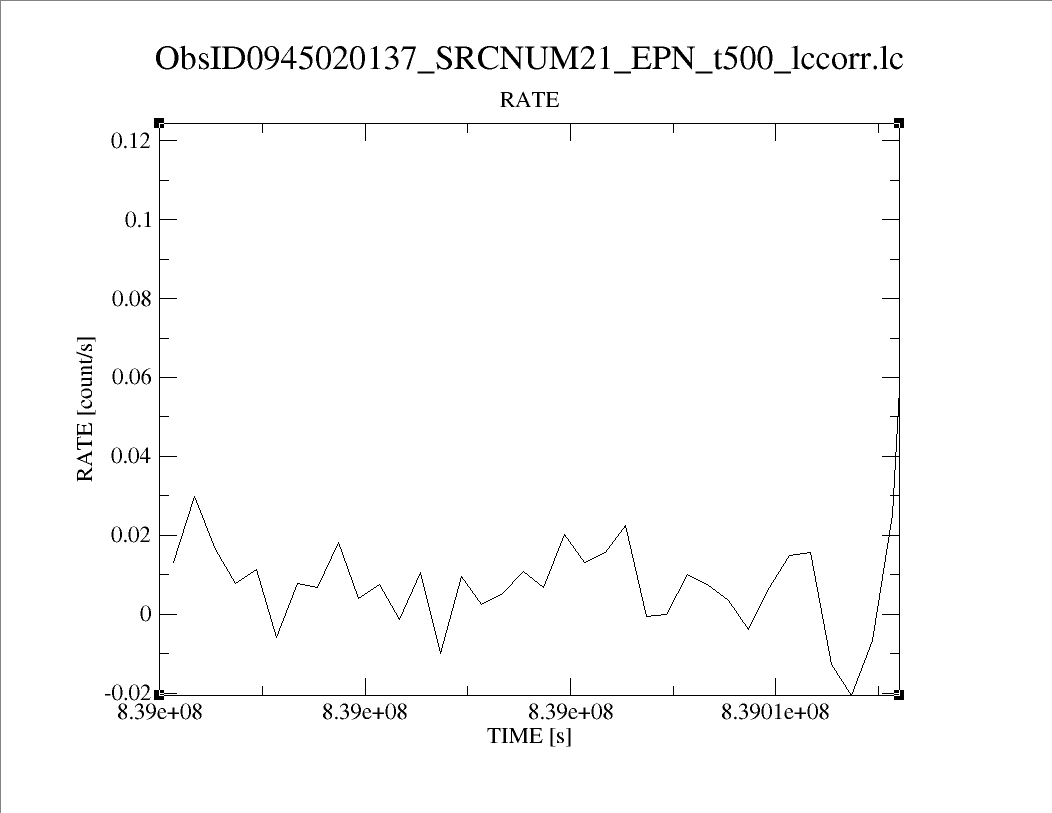 ObsID0945020137_SRCNUM21_EPN_t500_lccorr.lc
RATE
0.12
0.1
0.08
0.06
0.04
0.02
0
-0.02
RATE [count/s]
8.39e+08 8.39e+08 8.39e+08 8.3901e+08
TIME [s]